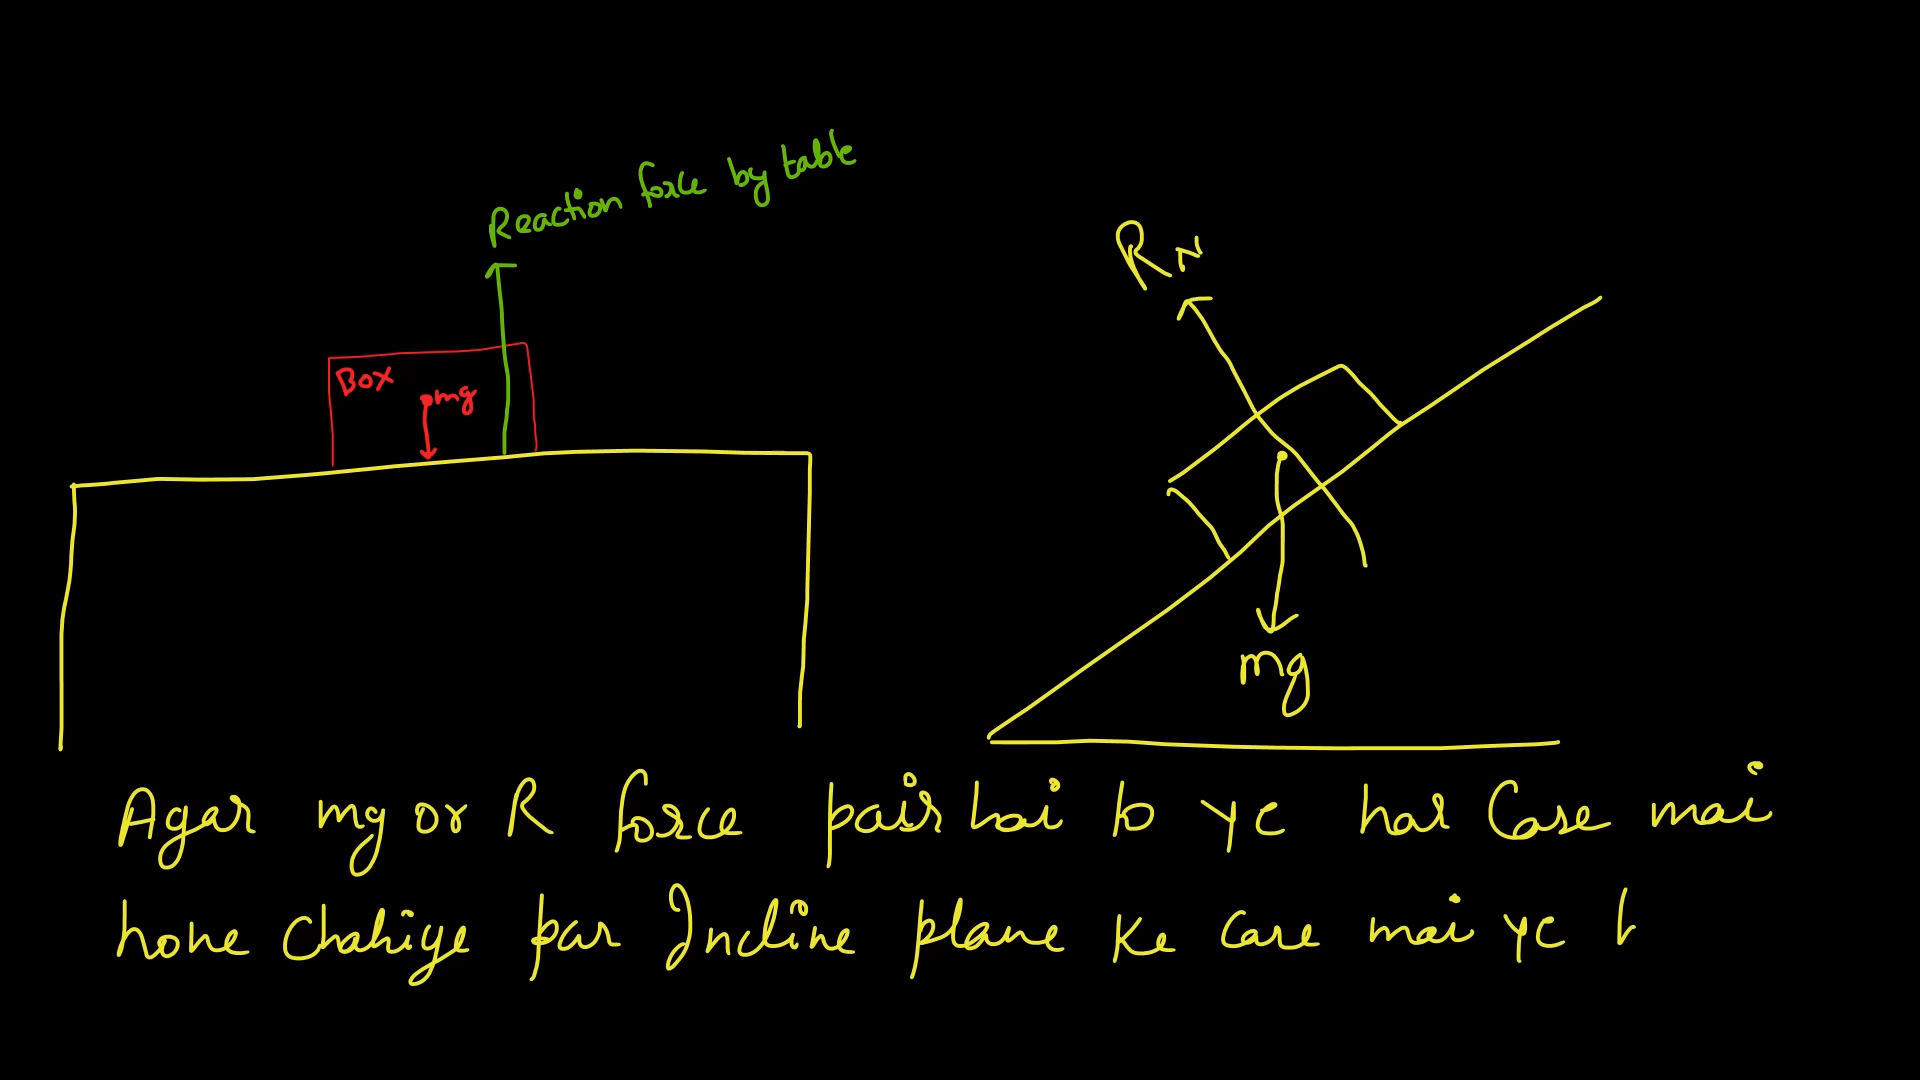 Reaction force by table
Box
mg
RN
mg
Agar mg or R force pair hai to ye har Case mai
hone Chahiye par Incline plane Ke Case mai ye